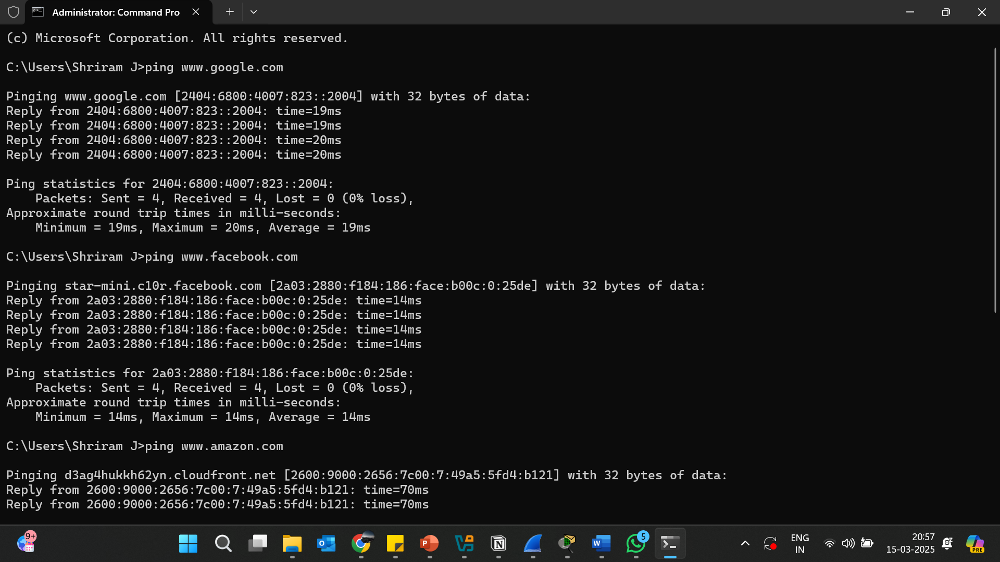 Administrator: Command Pro
(c) Microsoft Corporation. All rights reserved.
C:\Users\Shriram J>ping www.google.com
Pinging www.google.com [2404:6800:4007:823::2004] with 32 bytes of data:
Reply from 2404:6800:4007:823::2004: time=19ms
Reply from 2404:6800:4007:823::2004: time=19ms
Reply from 2404:6800:4007:823::2004: time=20ms
Reply from 2404:6800:4007:823::2004: time=20ms
Ping statistics for 2404:6800:4007:823::2004:
    Packets: Sent = 4, Received = 4, Lost = 0 (0% loss),
Approximate round trip times in milli-seconds:
    Minimum = 19ms, Maximum = 20ms, Average = 19ms
C:\Users\Shriram J>ping www.facebook.com
Pinging star-mini.c10r.facebook.com [2a03:2880:f184:186:face:b00c:0:25de] with 32 bytes of data:
Reply from 2a03:2880:f184:186:face:b00c:0:25de: time=14ms
Reply from 2a03:2880:f184:186:face:b00c:0:25de: time=14ms
Reply from 2a03:2880:f184:186:face:b00c:0:25de: time=14ms
Reply from 2a03:2880:f184:186:face:b00c:0:25de: time=14ms
Ping statistics for 2a03:2880:f184:186:face:b00c:0:25de:
    Packets: Sent = 4, Received = 4, Lost = 0 (0% loss),
Approximate round trip times in milli-seconds:
    Minimum = 14ms, Maximum = 14ms, Average = 14ms
C:\Users\Shriram J>ping www.amazon.com
Pinging d3ag4hukkh62yn.cloudfront.net [2600:9000:2656:7c00:7:49a5:5fd4:b121] with 32 bytes of data:
Reply from 2600:9000:2656:7c00:7:49a5:5fd4:b121: time=70ms
Reply from 2600:9000:2656:7c00:7:49a5:5fd4:b121: time=70ms
9+
5
ENG
IN
20:57
15-03-2025
PRE